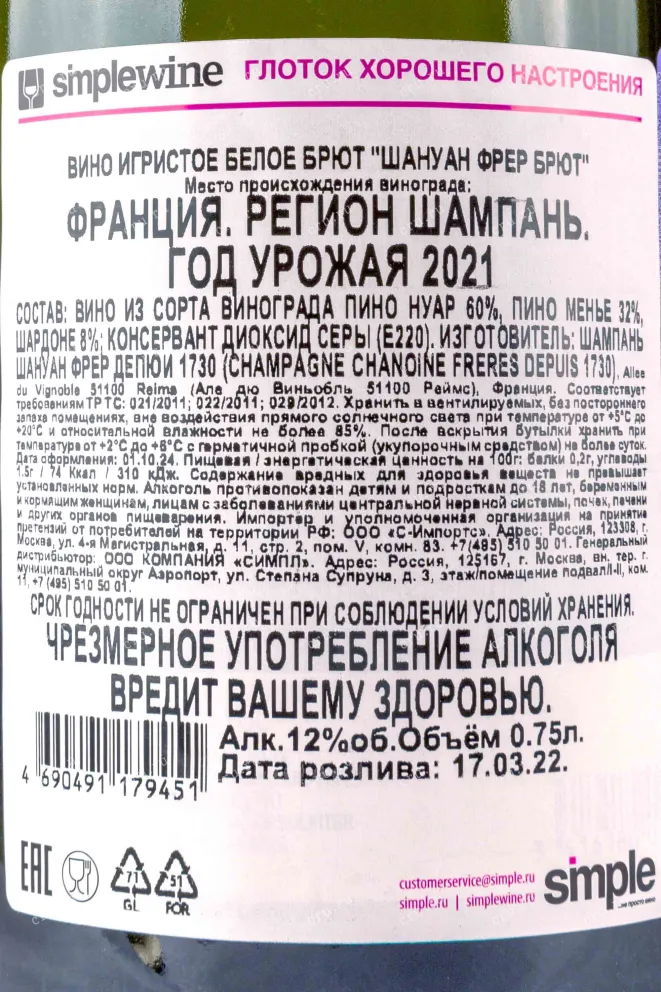 simplewine ГЛОТОК ХОРОШЕГО НАСТРОЕНИЯ
ВИНО ИГРИСТОЕ БЕЛОЕ БРЮТ "ШАНУАН ФРЕР БРЮТ"
Место происхождения винограда:
ФРАНЦИЯ. РЕГИОН ШАМПАНЬ.
ГОД УРОЖАЯ 2021
СОСТАВ: ВИНО ИЗ СОРТА ВИНОГРАДА ПИНО НУАР 60%, ПИНО МЕНЬЕ 32%,
ШАРДОНЕ 8%; КОНСЕРВАНТ ДИОКСИД СЕРЫ (Е220). ИЗГОТОВИТЕЛЬ: ШАМПАНЬ
ШАНУАН ФРЕР ДЕПЮИ 1730 (CHAMPAGNE CHANOINE FRERES DEPUIS 1730), Allee
du Vignoble 51100 Reims (Але дю Виньобль 51100 Реймс), Франция. Соответствует
требованиям ТР ТС: 021/2011; 022/2011; 029/2012. Хранить в вентилируемых, без постороннего
запаха помещениях, вне воздействия прямого солнечного света при температуре от +5°С до
+20°С и относительной влажности не более 85%. После вскрытия бутылки хранить при
температуре от +2°С до +6°С с герметичной пробкой (укупорочным средством) не более суток.
Дата оформления: 01.10.24. Пищевая / энергетическая ценность на 100г: белки 0,2г, углеводы
1.5г / 74 Ккал / 310 кДж. Содержание вредных для здоровья веществ не превышает
установленных норм. Алкоголь противопоказан детям и подросткам до 18 лет, беременным
и кормящим женщинам, лицам с заболеваниями центральной нервной системы, почек, печени
и других органов пищеварения. Импортер и уполномоченная организация на принятие
претензий от потребителей на территории РФ: ООО «С-Импортс». Адрес: Россия, 123308, г.
Москва, ул. 4-я Магистральная, д. 11, стр. 2, пом. V, комн. 83. +7(495) 510 50 01. Генеральный
дистрибьютор: ООО КОМПАНИЯ «СИМПЛ». Адрес: Россия, 125167, г. Москва, вн. тер. г.
муниципальный округ Аэропорт, ул. Степана Супруна, д. 3, этаж/помещение подвал/I-II, ком.
11, +7 (495) 510 50 01.
СРОК ГОДНОСТИ НЕ ОГРАНИЧЕН ПРИ СОБЛЮДЕНИИ УСЛОВИЙ ХРАНЕНИЯ.
ЧРЕЗМЕРНОЕ УПОТРЕБЛЕНИЕ АЛКОГОЛЯ
ВРЕДИТ ВАШЕМУ ЗДОРОВЬЮ.
Алк.12%об.Объём 0.75л.
Дата розлива: 17.03.22.
4 690491 179451
EAC
71
GL
51
FOR
customerservice@simple.ru
simple.ru | simplewine.ru
simple
...не просто вино